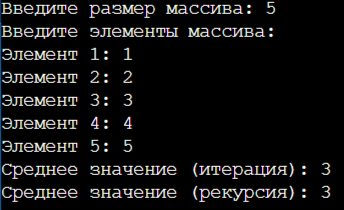 Введите размер массива: 5
Введите элементы массива:
Элемент 1: 1
Элемент 2: 2
Элемент 3: 3
Элемент 4: 4
Элемент 5: 5
Среднее значение (итерация): 3
Среднее значение (рекурсия): 3